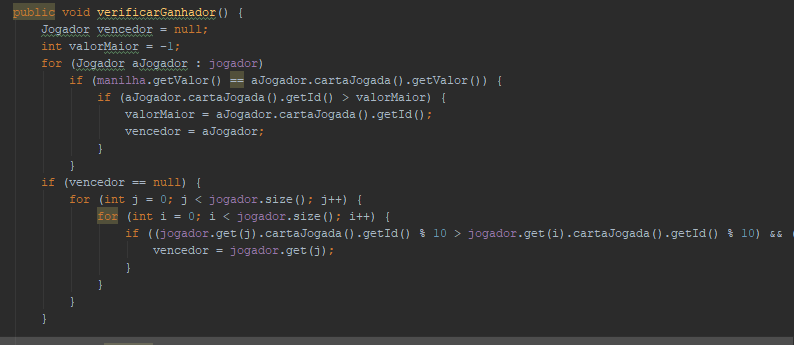 public void verificarGanhador() {
    Jogador vencedor = null;
    int valorMaior = -1;
    for (Jogador aJogador : jogador)
        if (manilha.getValor() == aJogador.cartaJogada().getValor()) {
            if (aJogador.cartaJogada().getId() > valorMaior) {
                valorMaior = aJogador.cartaJogada().getId();
                vencedor = aJogador;
            }
        }
    if (vencedor == null) {
        for (int j = 0; j < jogador.size(); j++) {
            for (int i = 0; i < jogador.size(); i++) {
                if ((jogador.get(j).cartaJogada().getId() % 10 > jogador.get(i).cartaJogada().getId() % 10) && (
                    vencedor = jogador.get(j);
                }
            }
        }
    }